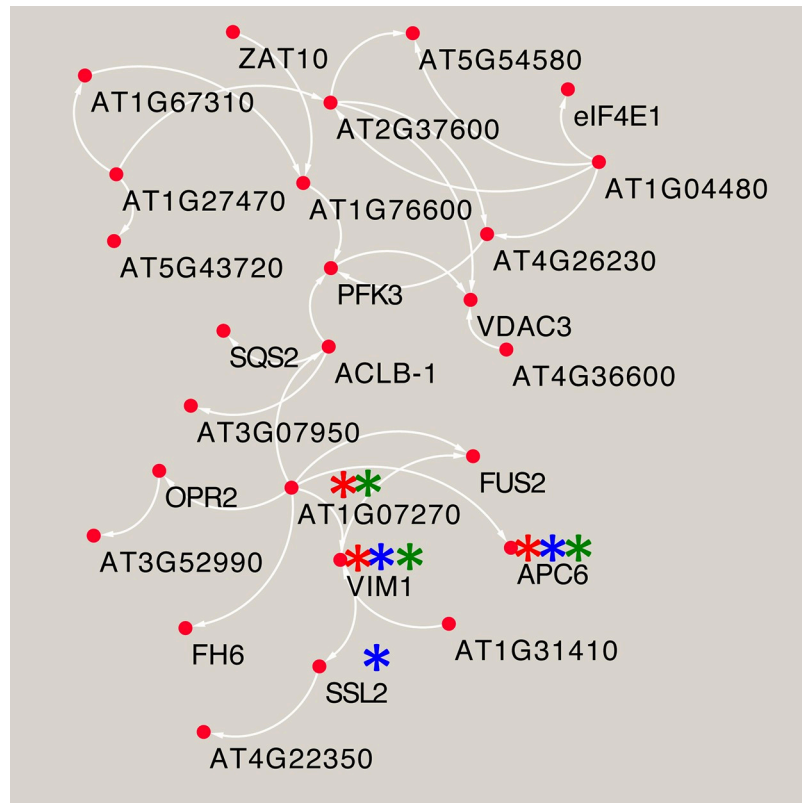 ZAT10
AT5G54580
AT1G67310
eIF4E1
AT2G37600
AT1G04480
AT1G27470
AT1G76600
AT5G43720
AT4G26230
PFK3
VDAC3
SQS2
ACLB-1
AT4G36600
AT3G07950
FUS2
OPR2
AT1G07270
AT3G52990
APC6
VIM1
FH6
AT1G31410
SSL2
AT4G22350